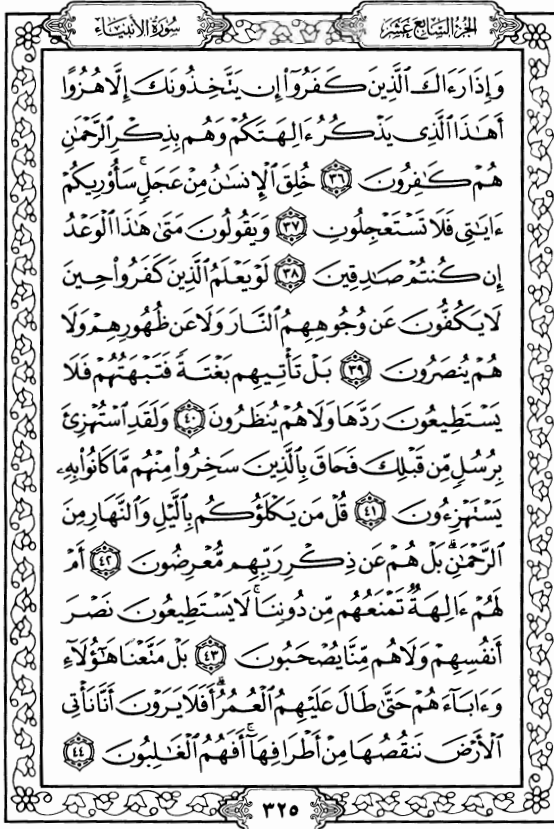 الجزء السابع عشر
سورة الأنبياء
وَإِذَا رَءَاكَ ٱلَّذِينَ كَفَرُوٓا۟ إِن يَتَّخِذُونَكَ إِلَّا هُزُوًا
أَهَٰذَا ٱلَّذِى يَذْكُرُ ءَالِهَتَكُمْ وَهُم بِذِكْرِ ٱلرَّحْمَٰنِ
هُمْ كَٰفِرُونَ ٣٦ خُلِقَ ٱلْإِنسَٰنُ مِنْ عَجَلٍ ۚ سَأُو۟رِيكُمْ
ءَايَٰتِى فَلَا تَسْتَعْجِلُونِ ٣٧ وَيَقُولُونَ مَتَىٰ هَٰذَا ٱلْوَعْدُ
إِن كُنتُمْ صَٰدِقِينَ ٣٨ لَوْ يَعْلَمُ ٱلَّذِينَ كَفَرُوا۟ حِينَ
لَا يَكُفُّونَ عَن وُجُوهِهِمُ ٱلنَّارَ وَلَا عَن ظُهُورِهِمْ وَلَا
هُمْ يُنصَرُونَ ٣٩ بَلْ تَأْتِيهِم بَغْتَةً فَتَبْهَتُهُمْ فَلَا
يَسْتَطِيعُونَ رَدَّهَا وَلَا هُمْ يُنظَرُونَ ٤٠ وَلَقَدِ ٱسْتُهْزِئَ
بِرُسُلٍ مِّن قَبْلِكَ فَحَاقَ بِٱلَّذِينَ سَخِرُوا۟ مِنْهُم مَّا كَانُوا۟ بِهِۦ
يَسْتَهْزِءُونَ ٤١ قُلْ مَن يَكْلَؤُكُم بِٱلَّيْلِ وَٱلنَّهَارِ مِنَ
ٱلرَّحْمَٰنِ ۗ بَلْ هُمْ عَن ذِكْرِ رَبِّهِم مُّعْرِضُونَ ٤٢ أَمْ
لَهُمْ ءَالِهَةٌ تَمْنَعُهُم مِّن دُونِنَا ۚ لَا يَسْتَطِيعُونَ نَصْرَ
أَنفُسِهِمْ وَلَا هُم مِّنَّا يُصْحَبُونَ ٤٣ بَلْ مَتَّعْنَا هَٰٓؤُلَآءِ
وَءَابَآءَهُمْ حَتَّىٰ طَالَ عَلَيْهِمُ ٱلْعُمُرُ ۗ أَفَلَا يَرَوْنَ أَنَّا نَأْتِى
ٱلْأَرْضَ نَنقُصُهَا مِنْ أَطْرَافِهَآ ۚ أَفَهُمُ ٱلْغَٰلِبُونَ ٤٤
٣٢٥